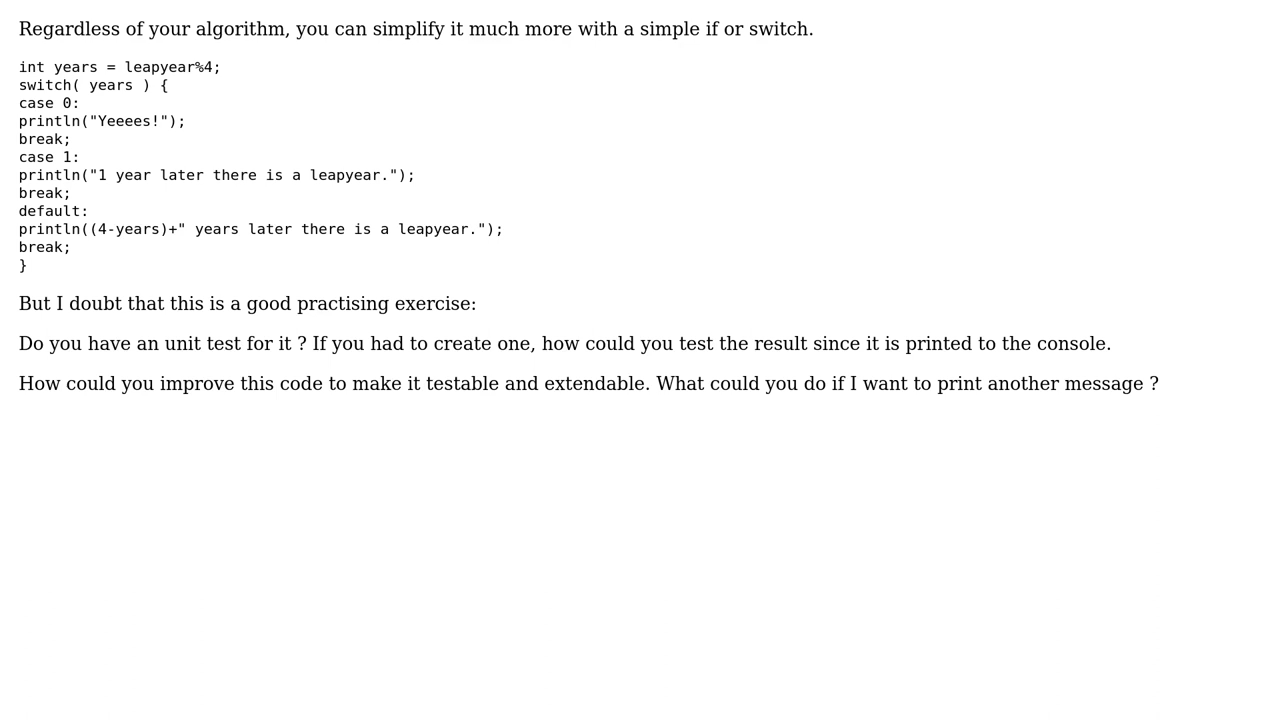 Regardless of your algorithm, you can simplify it much more with a simple if or switch.
int years = leapyear%4;
switch( years ) {
case 0:
println("Yeeees!");
break;
case 1:
println("1 year later there is a leapyear.");
break;
default:
println((4-years)+" years later there is a leapyear.");
break;
}
But I doubt that this is a good practising exercise:
Do you have an unit test for it ? If you had to create one, how could you test the result since it is printed to the console.
How could you improve this code to make it testable and extendable. What could you do if I want to print another message ?